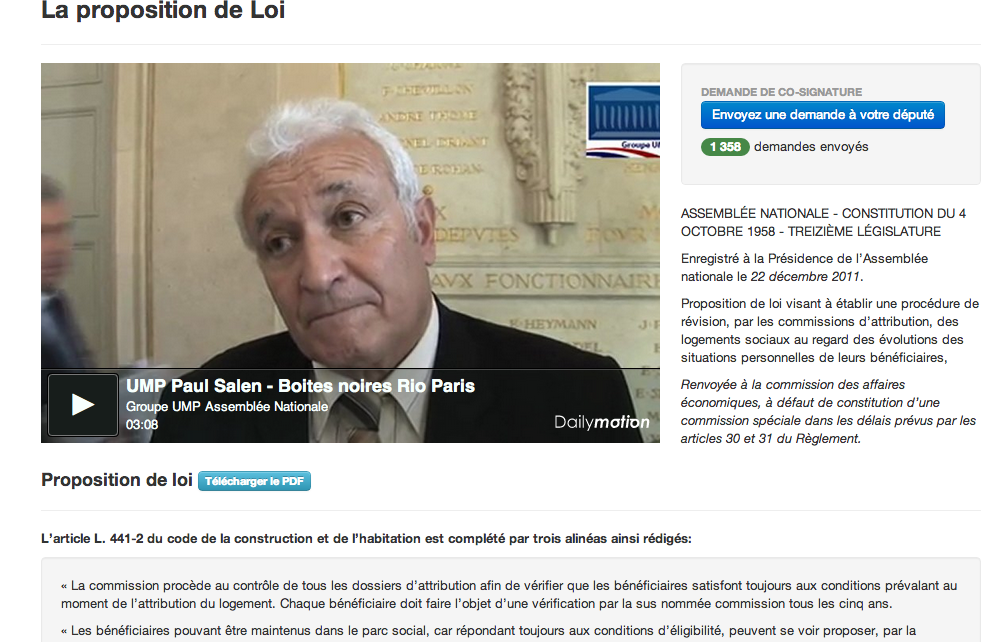 La proposition de Loi
P-CHEVILLON
ANDRE THOME
DEPVTES
AVX FONCTIONNAIRE
E·HEYMANN
Groupe UM
UMP Paul Salen - Boites noires Rio Paris
Groupe UMP Assemblée Nationale
03:08
Dailymotion
DEMANDE DE CO-SIGNATURE
Envoyez une demande à votre député
1 358 demandes envoyés
ASSEMBLÉE NATIONALE - CONSTITUTION DU 4
OCTOBRE 1958 - TREIZIÈME LÉGISLATURE
Enregistré à la Présidence de l'Assemblée
nationale le 22 décembre 2011.
Proposition de loi visant à établir une procédure de
révision, par les commissions d'attribution, des
logements sociaux au regard des évolutions des
situations personnelles de leurs bénéficiaires,
Renvoyée à la commission des affaires
économiques, à défaut de constitution d'une
commission spéciale dans les délais prévus par les
articles 30 et 31 du Règlement.
Proposition de loi Télécharger le PDF
L'article L. 441-2 du code de la construction et de l'habitation est complété par trois alinéas ainsi rédigés:
« La commission procède au contrôle de tous les dossiers d'attribution afin de vérifier que les bénéficiaires satisfont toujours aux conditions prévalant au
moment de l'attribution du logement. Chaque bénéficiaire doit faire l'objet d'une vérification par la sus nommée commission tous les cinq ans.
« Les bénéficiaires pouvant être maintenus dans le parc social, car répondant toujours aux conditions d'éligibilité, peuvent se voir proposer, par la